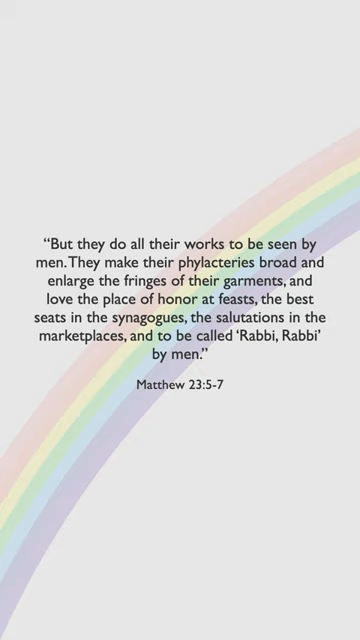 “But they do all their works to be seen by
men. They make their phylacteries broad and
enlarge the fringes of their garments, and
love the place of honor at feasts, the best
seats in the synagogues, the salutations in the
marketplaces, and to be called ‘Rabbi, Rabbi’
by men.”
Matthew 23:5-7